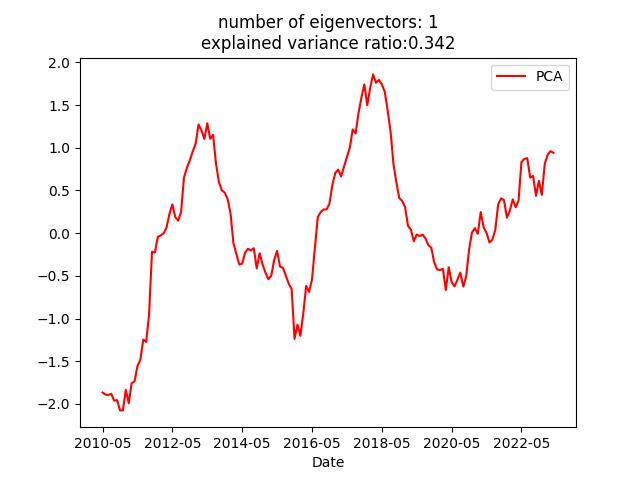 number of eigenvectors: 1
explained variance ratio:0.342
PCA
2.0
1.5
1.0
0.5
0.0
−0.5
−1.0
−1.5
−2.0
2010-05 2012-05 2014-05 2016-05 2018-05 2020-05 2022-05
Date